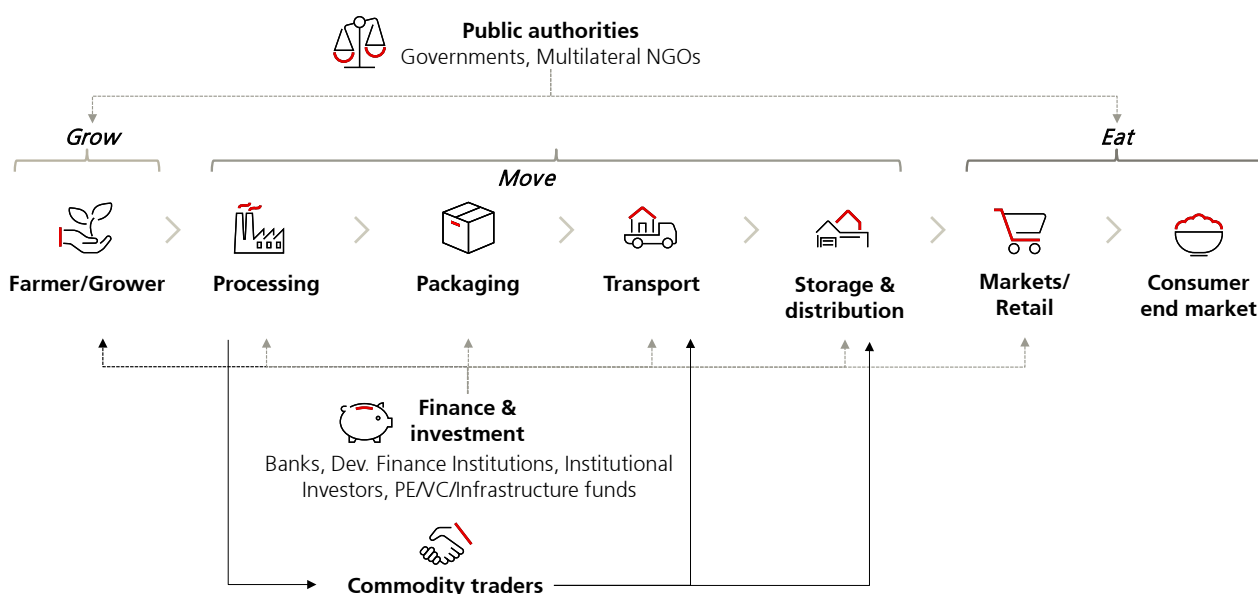 Public authorities
Governments, Multilateral NGOs
Grow
Eat
Move
Farmer/Grower
Processing
Packaging
Transport
Storage &
distribution
Markets/
Retail
Consumer
end market
Finance &
investment
Banks, Dev. Finance Institutions, Institutional
Investors, PE/VC/Infrastructure funds
Commodity traders